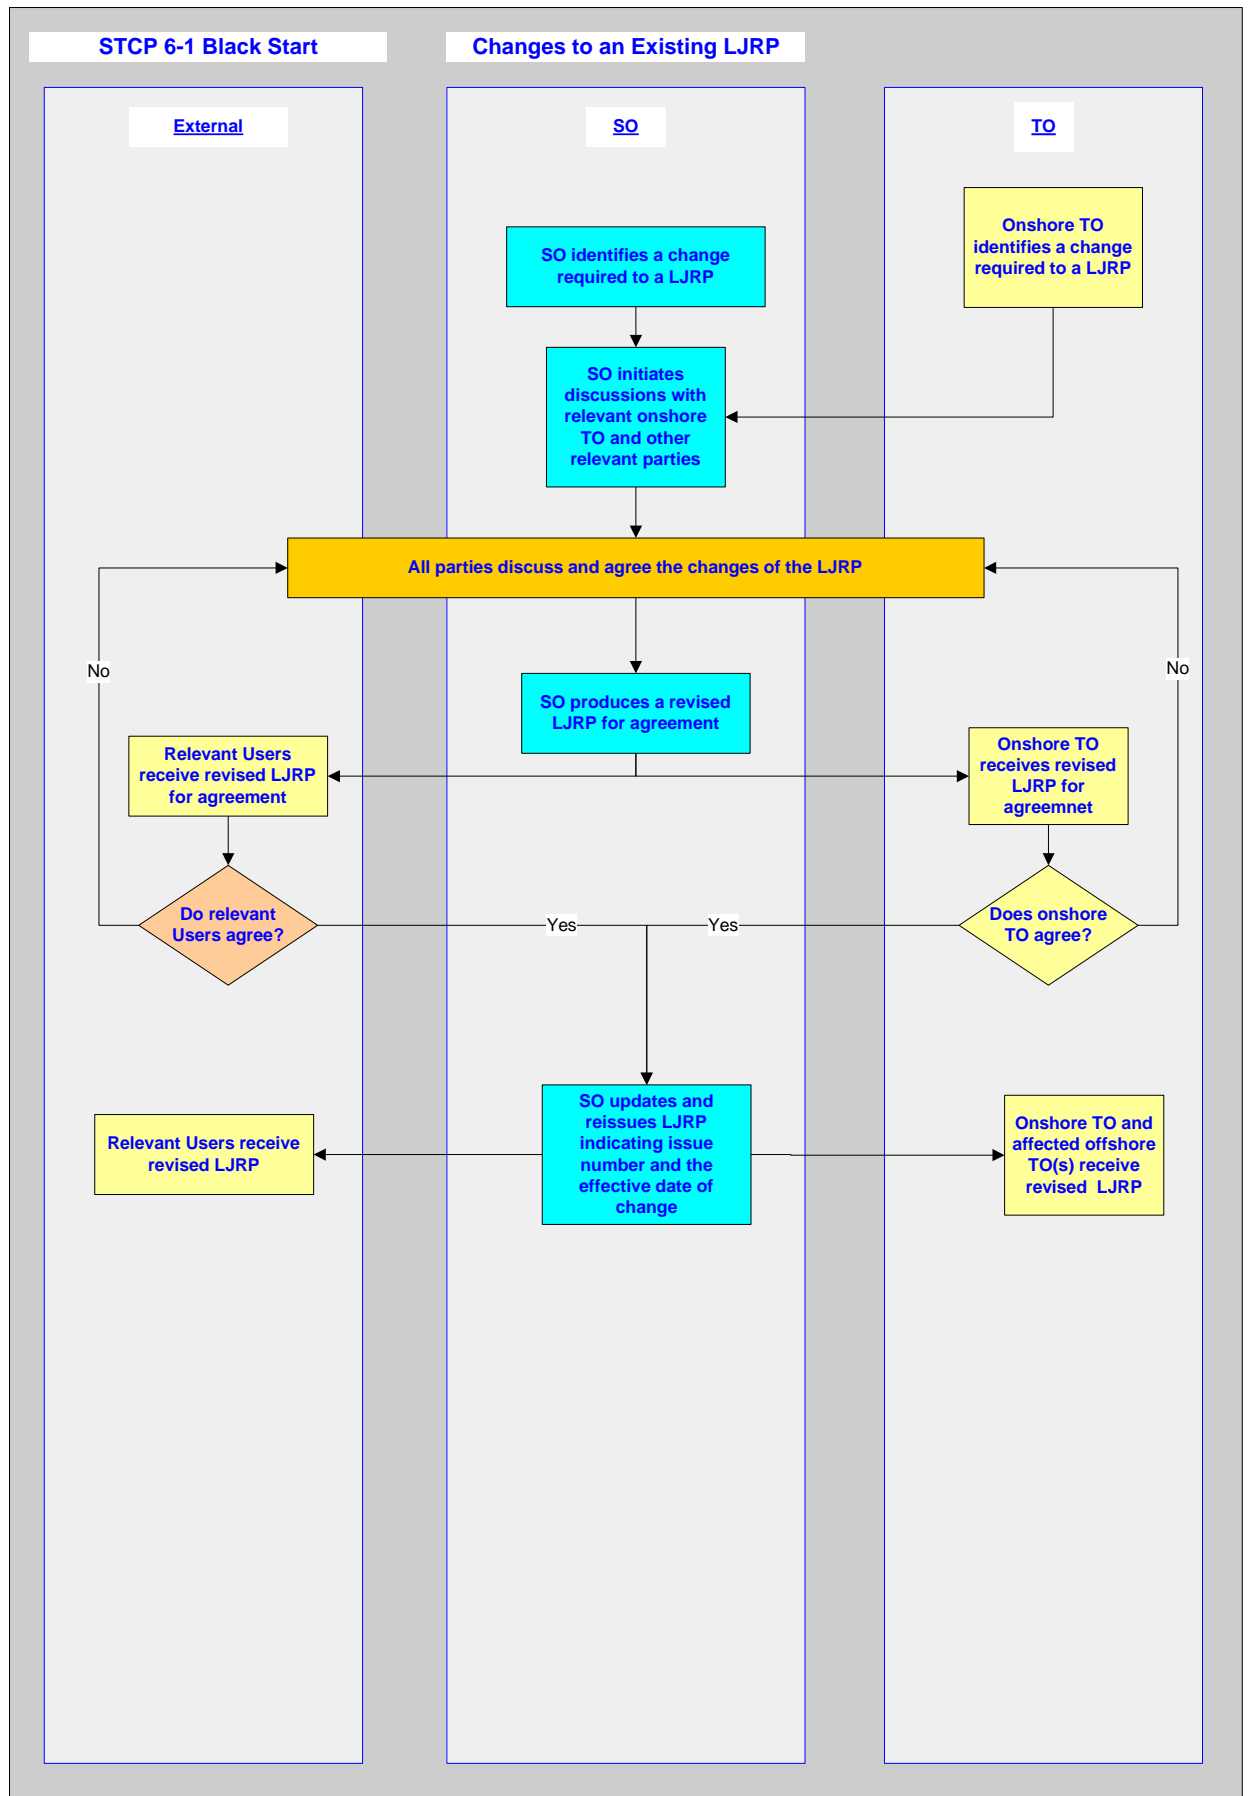 STCP 6-1 Black Start
Changes to an Existing LJRP
External
SO
TO
Onshore TO
identifies a change
required to a LJRP
SO identifies a change
required to a LJRP
SO initiates
discussions with
relevant onshore
TO and other
relevant parties
All parties discuss and agree the changes of the LJRP
No
No
SO produces a revised
LJRP for agreement
Relevant Users
receive revised LJRP
for agreement
Onshore TO
receives revised
LJRP for
agreemnet
Do relevant
Users agree?
Yes
Yes
Does onshore
TO agree?
SO updates and
reissues LJRP
indicating issue
number and the
effective date of
change
Relevant Users receive
revised LJRP
Onshore TO and
affected offshore
TO(s) receive
revised LJRP